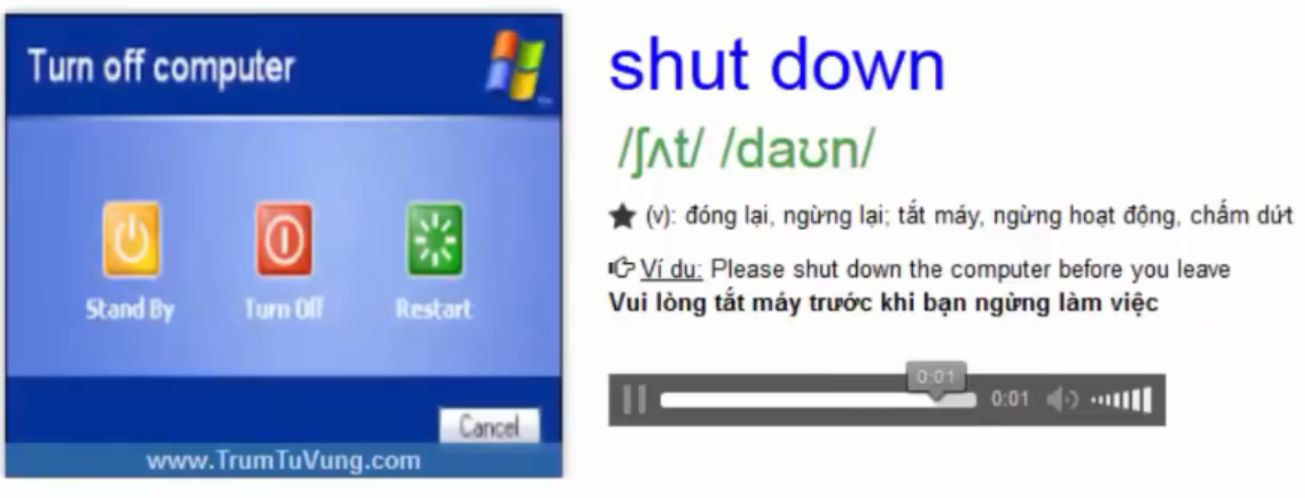 Turn off computer
Stand By
Turn Off
Restart
Cancel
www.TrumTuVung.com
shut down
/ʃʌt/ /daʊn/
★ (v): đóng lại, ngừng lại; tắt máy, ngừng hoạt động, chấm dứt
Ví dụ: Please shut down the computer before you leave
Vui lòng tắt máy trước khi bạn ngừng làm việc
0:01
0:01